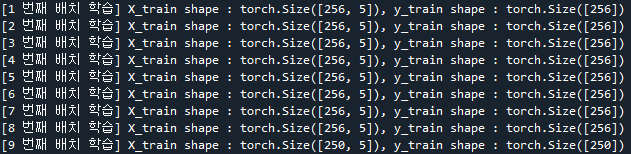 [1 번째 배치 학습] X_train shape : torch.Size([256, 5]), y_train shape : torch.Size([256])
[2 번째 배치 학습] X_train shape : torch.Size([256, 5]), y_train shape : torch.Size([256])
[3 번째 배치 학습] X_train shape : torch.Size([256, 5]), y_train shape : torch.Size([256])
[4 번째 배치 학습] X_train shape : torch.Size([256, 5]), y_train shape : torch.Size([256])
[5 번째 배치 학습] X_train shape : torch.Size([256, 5]), y_train shape : torch.Size([256])
[6 번째 배치 학습] X_train shape : torch.Size([256, 5]), y_train shape : torch.Size([256])
[7 번째 배치 학습] X_train shape : torch.Size([256, 5]), y_train shape : torch.Size([256])
[8 번째 배치 학습] X_train shape : torch.Size([256, 5]), y_train shape : torch.Size([256])
[9 번째 배치 학습] X_train shape : torch.Size([250, 5]), y_train shape : torch.Size([250])